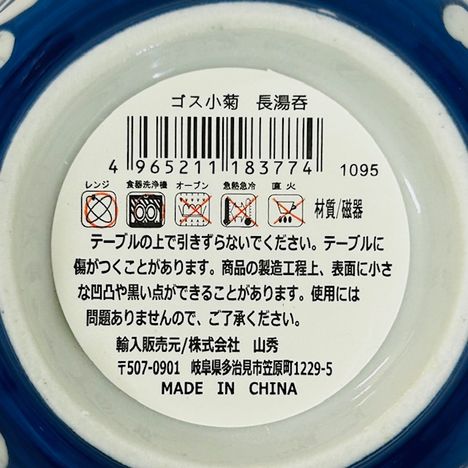 ゴス小菊　長湯呑
4 965211 183774 1095
レンジ 食器洗浄機 オーブン 急熱急冷 直火 材質/磁器
テーブルの上で引きずらないでください。テーブルに
傷がつくことがあります。商品の製造工程上、表面に小さ
な凹凸や黒い点ができることがあります。使用には
問題ありませんので、ご了承ください。
輸入販売元/株式会社　山秀
〒507-0901　岐阜県多治見市笠原町1229-5
MADE IN CHINA